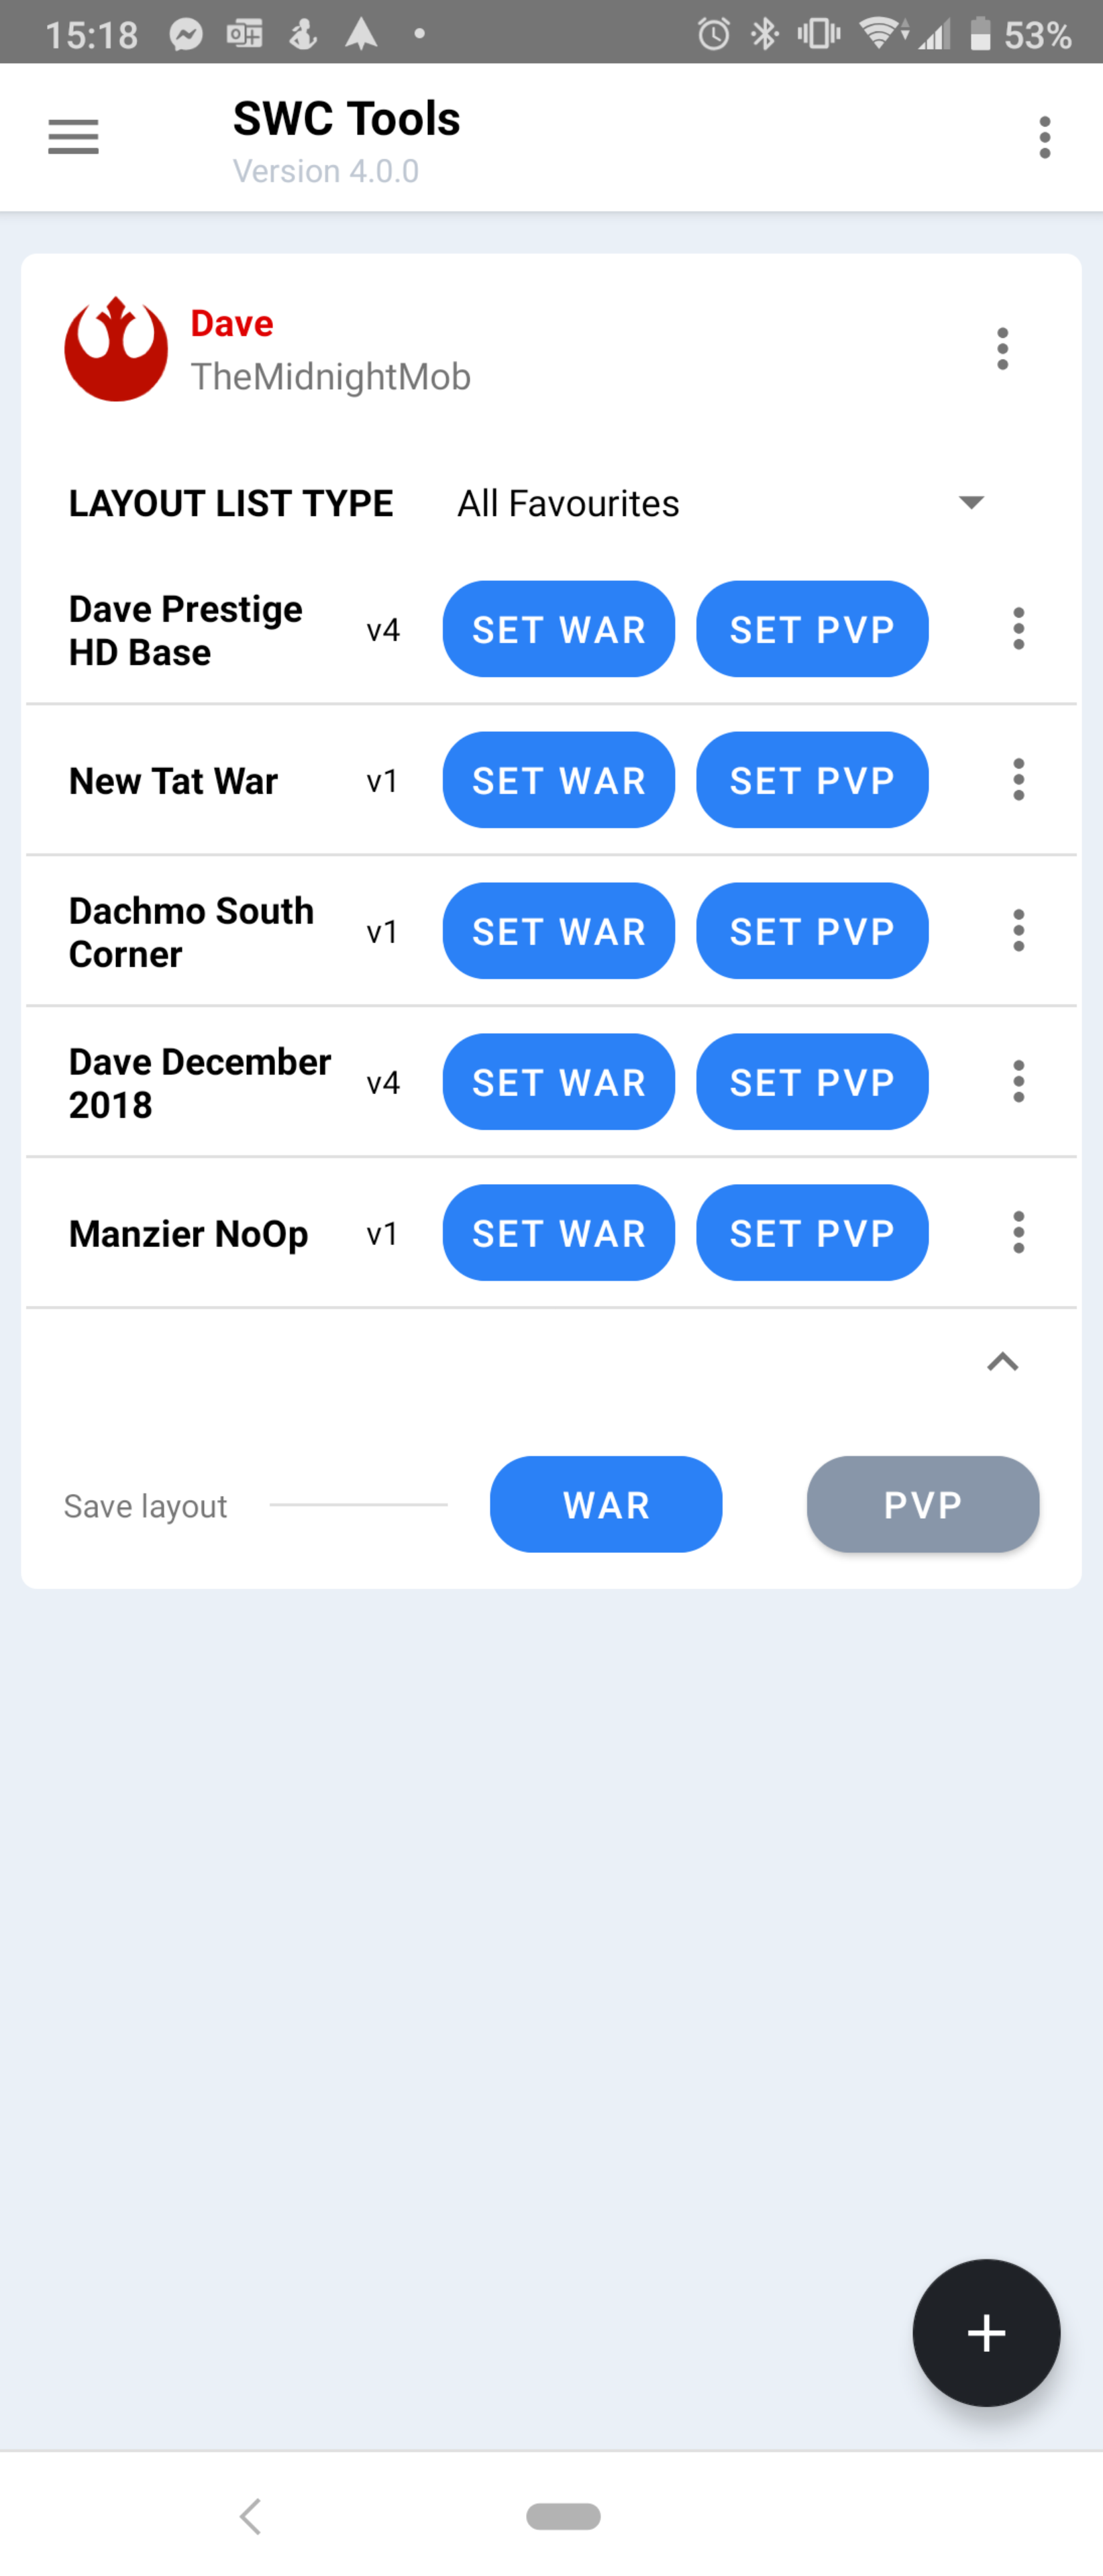 15:18 53%
SWC Tools
Version 4.0.0
Dave
TheMidnightMob
LAYOUT LIST TYPE All Favourites
Dave Prestige
HD Base v4 SET WAR SET PVP
New Tat War v1 SET WAR SET PVP
Dachmo South
Corner v1 SET WAR SET PVP
Dave December
2018 v4 SET WAR SET PVP
Manzier NoOp v1 SET WAR SET PVP
Save layout WAR PVP